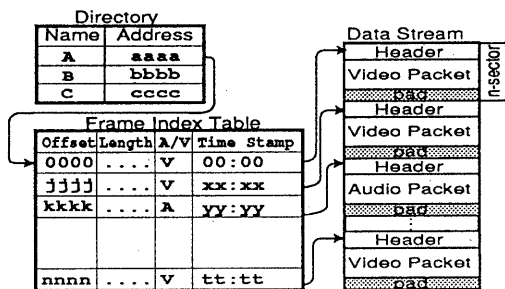 Directory
Name Address
A aaaa
B bbbb
C cccc
Frame Index Table
Offset Length A/V Time Stamp
0000 .... V 00:00
jjjj .... V xx:xx
kkkk .... A yy:yy
nnnn .... V tt:tt
Data Stream
Header
Video Packet
pad
Header
Video Packet
pad
Header
Audio Packet
pad
Header
Video Packet
pad
n-sector